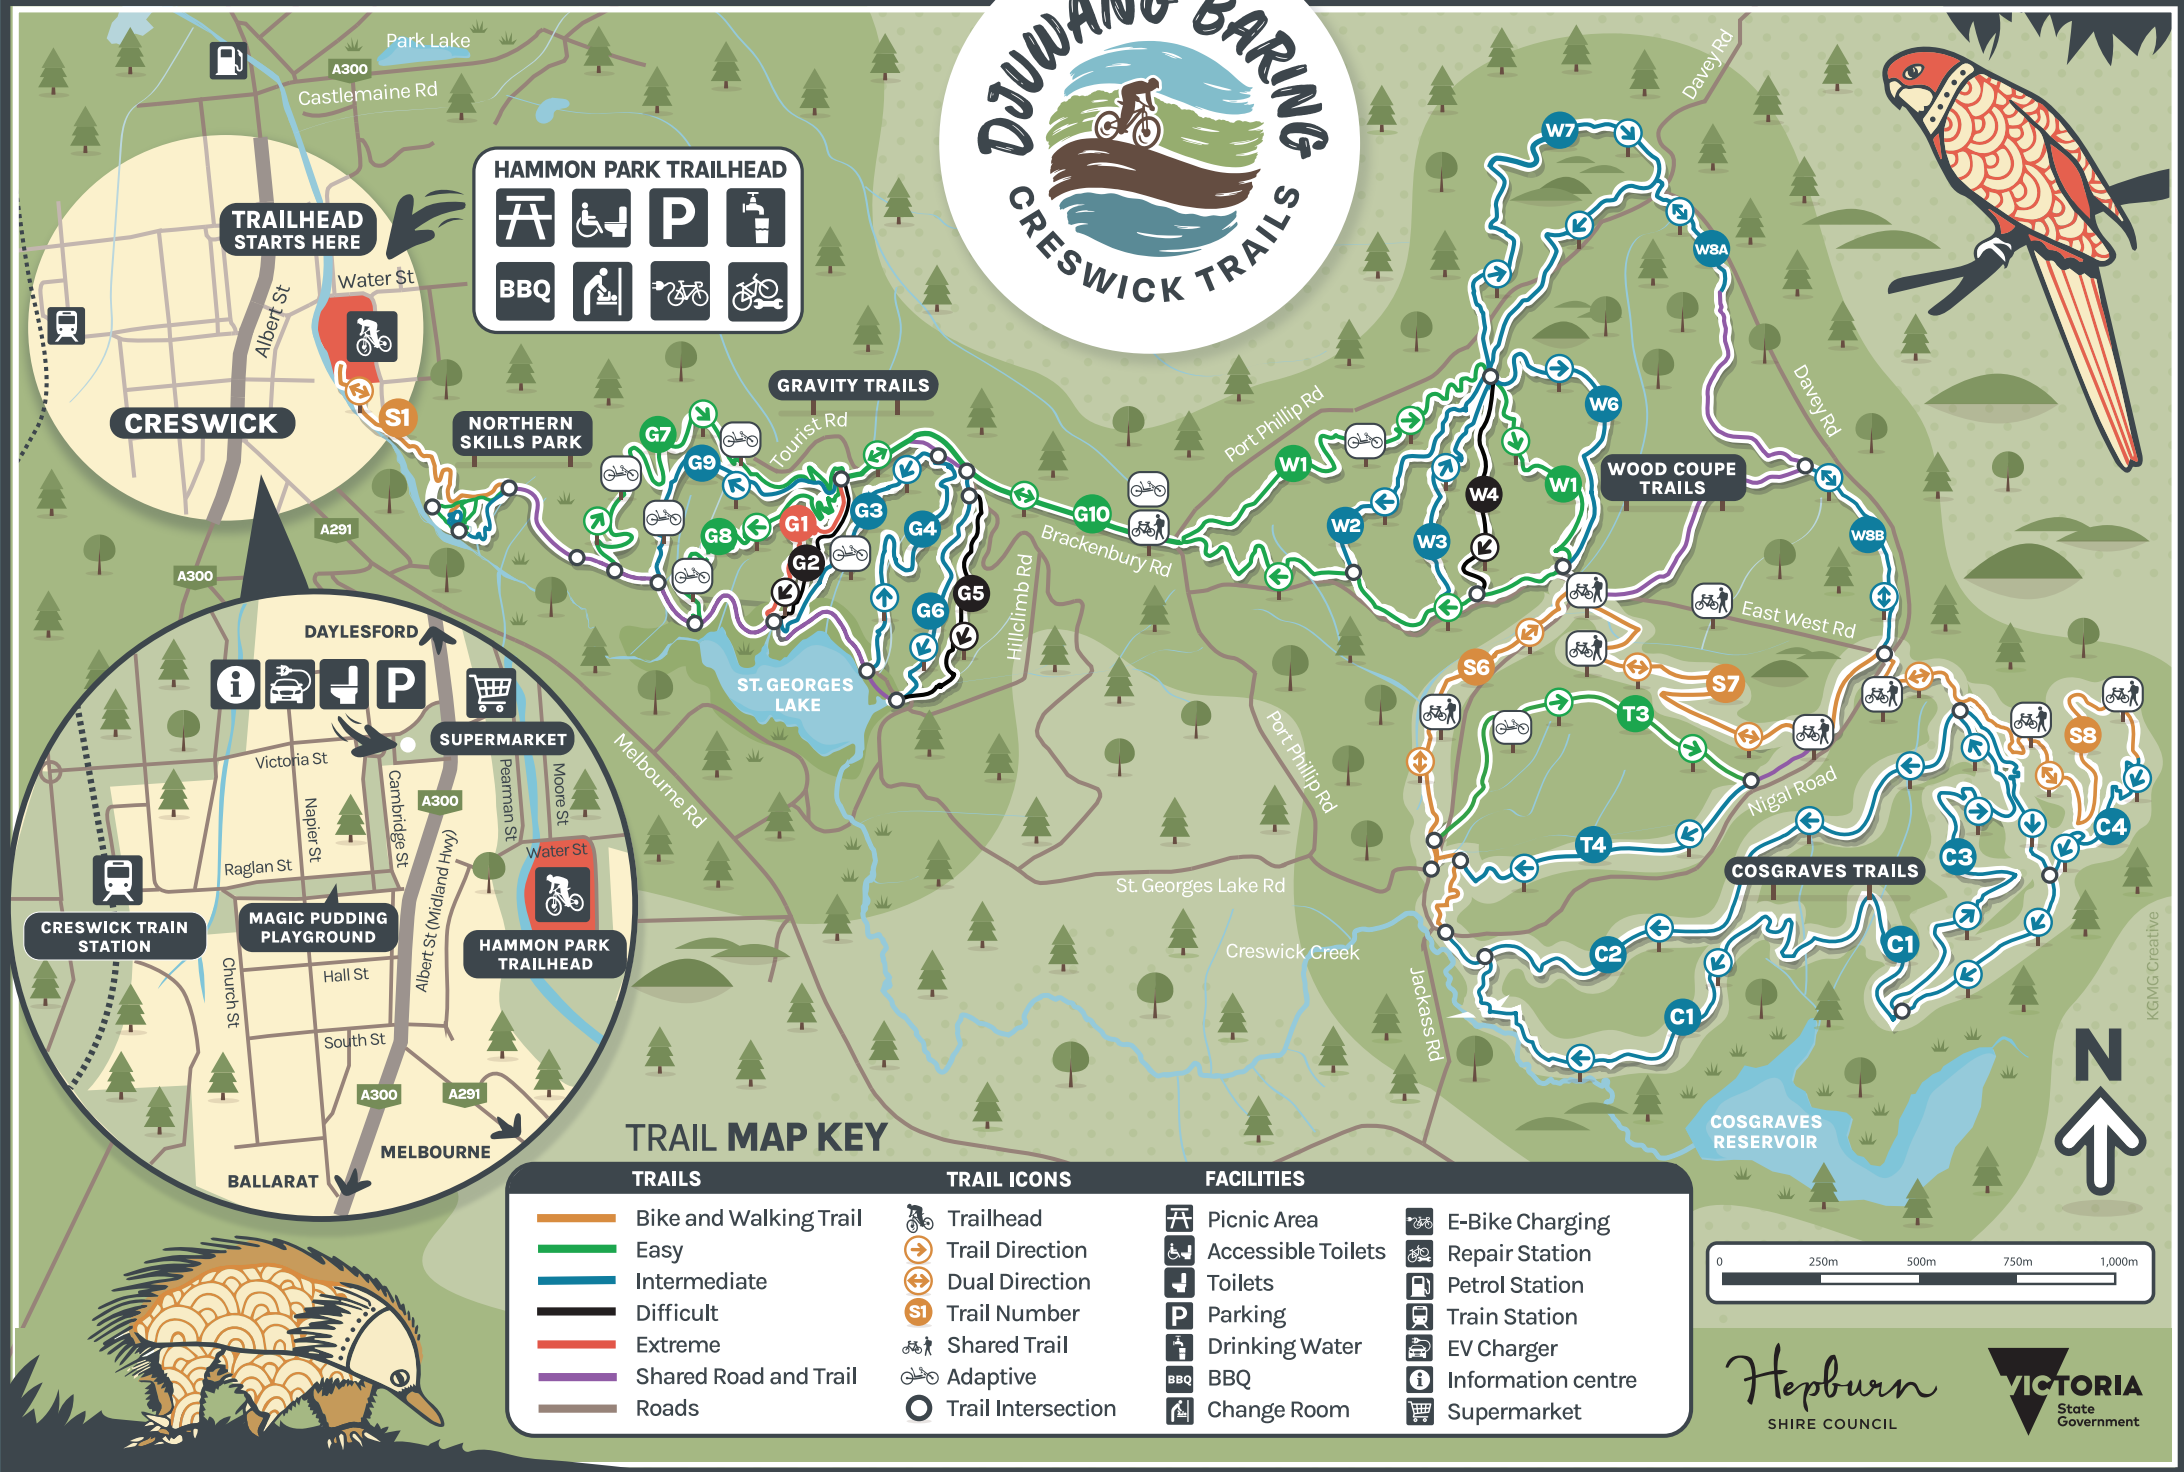 DJUWANG BARING
CRESWICK TRAILS
Park Lake
A300
Castlemaine Rd
TRAILHEAD
STARTS HERE
Water St
Albert St
CRESWICK
S1
HAMMON PARK TRAILHEAD
P
BBQ
NORTHERN
SKILLS PARK
A291
A300
GRAVITY TRAILS
Tourist Rd
G7
G9
G8
G1
G2
G3
G4
G5
G6
G10
Brackenbury Rd
Hillclimb Rd
ST. GEORGES
LAKE
Melbourne Rd
Port Phillip Rd
Port Phillip Rd
St. Georges Lake Rd
Creswick Creek
Jackass Rd
Davey Rd
Davey Rd
W7
W8A
W6
W1
W1
W2
W3
W4
WOOD COUPE
TRAILS
W8B
East West Rd
S6
S7
T3
T4
Nigal Road
S8
C4
C3
COSGRAVES TRAILS
C2
C1
C1
COSGRAVES
RESERVOIR
KGMG Creative
N
DAYLESFORD
i
P
SUPERMARKET
Victoria St
Napier St
Cambridge St
A300
Pearman St
Moore St
Water St
Raglan St
Albert St (Midland Hwy)
CRESWICK TRAIN
STATION
MAGIC PUDDING
PLAYGROUND
HAMMON PARK
TRAILHEAD
Church St
Hall St
South St
A300
A291
MELBOURNE
BALLARAT
TRAIL MAP KEY
TRAILS
Bike and Walking Trail
Easy
Intermediate
Difficult
Extreme
Shared Road and Trail
Roads
TRAIL ICONS
Trailhead
Trail Direction
Dual Direction
S1 Trail Number
Shared Trail
Adaptive
Trail Intersection
FACILITIES
Picnic Area
Accessible Toilets
Toilets
P Parking
Drinking Water
BBQ BBQ
Change Room
E-Bike Charging
Repair Station
Petrol Station
Train Station
EV Charger
i Information centre
Supermarket
0 250m 500m 750m 1,000m
Hepburn
SHIRE COUNCIL
VICTORIA
State
Government